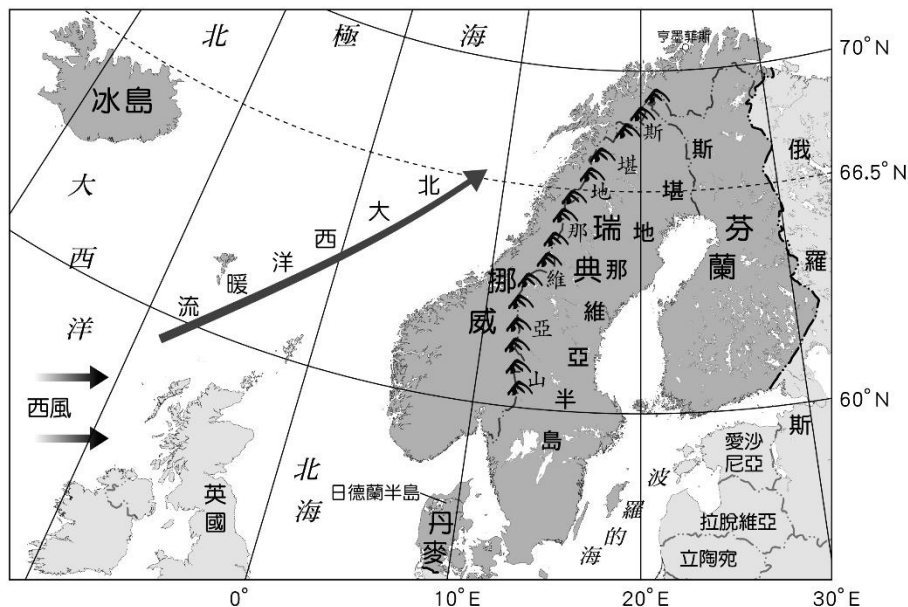 北極海
亨墨菲斯
70°N
冰島
俄羅斯
斯堪地那維亞山
斯堪地那維亞半島
66.5°N
大西洋
北大西洋暖流
瑞典
芬蘭
挪威
西風
60°N
英國
北海
日德蘭半島
丹麥
波羅的海
愛沙尼亞
拉脫維亞
立陶宛
0°
10°E
20°E
30°E